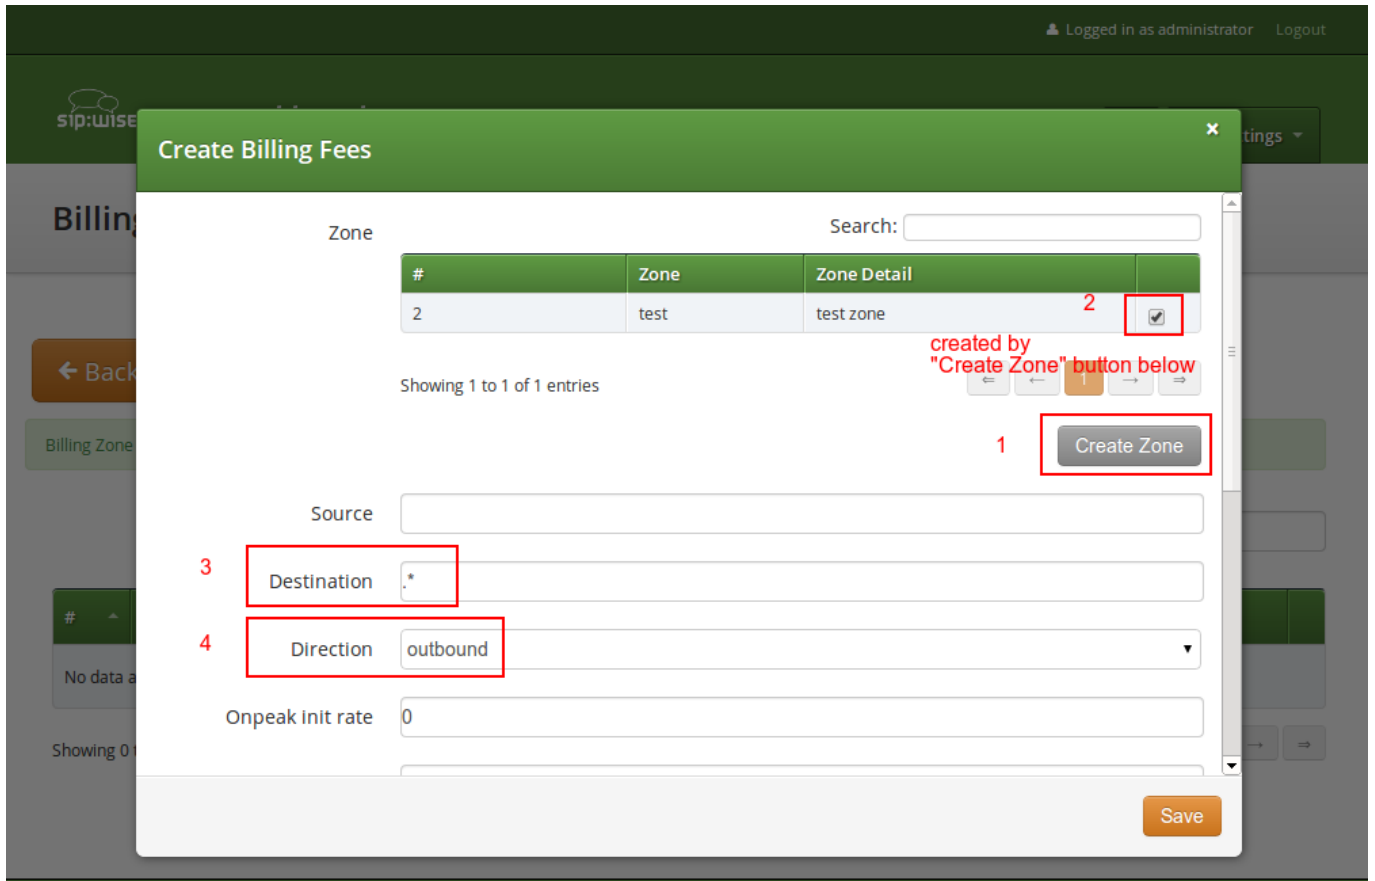 Logged in as administrator Logout
sip:wise
tings
Create Billing Fees ×
Billing
Zone Search:
# Zone Zone Detail
2 test test zone 2
created by
"Create Zone" button below
Back
Showing 1 to 1 of 1 entries ⇐ ← 1 → ⇒
Billing Zone 1 Create Zone
Source
3 Destination .*
#
4 Direction outbound
No data a
Onpeak init rate 0
Showing 0 t → ⇒
Save